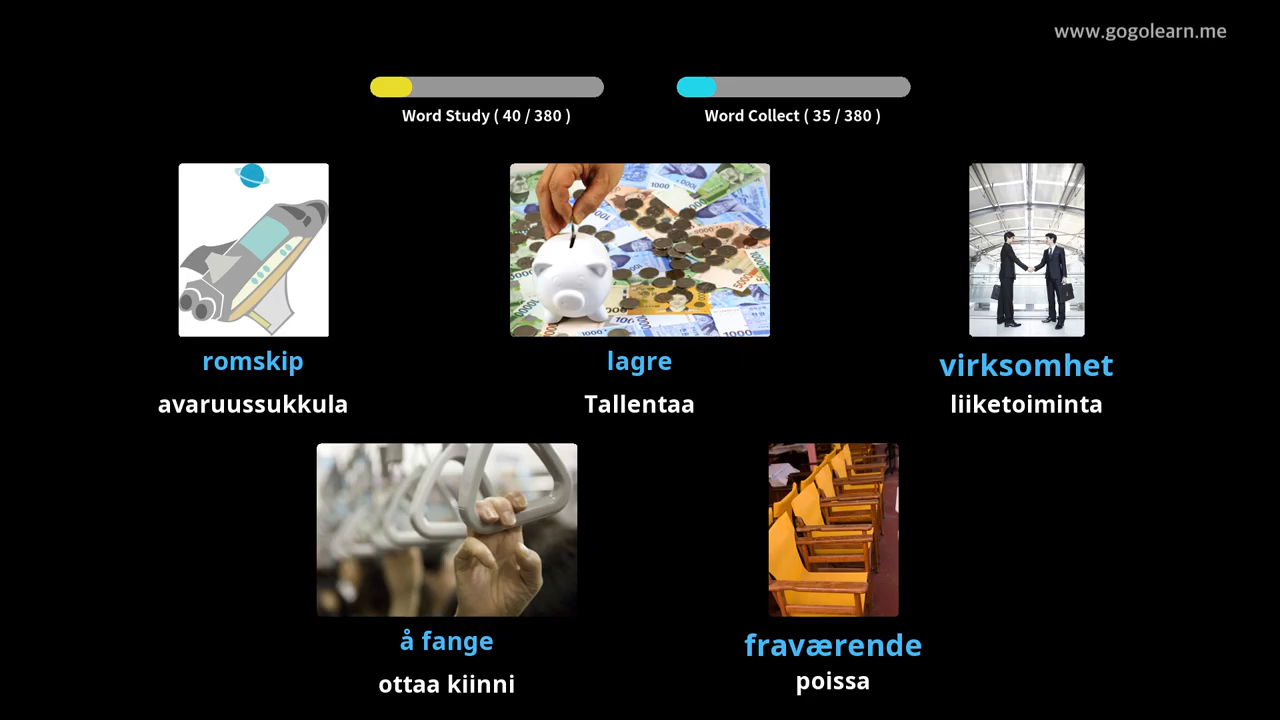 www.gogolearn.me
Word Study ( 40 / 380 )
Word Collect ( 35 / 380 )
romskip
lagre
virksomhet
avaruussukkula
Tallentaa
liiketoiminta
å fange
fraværende
ottaa kiinni
poissa